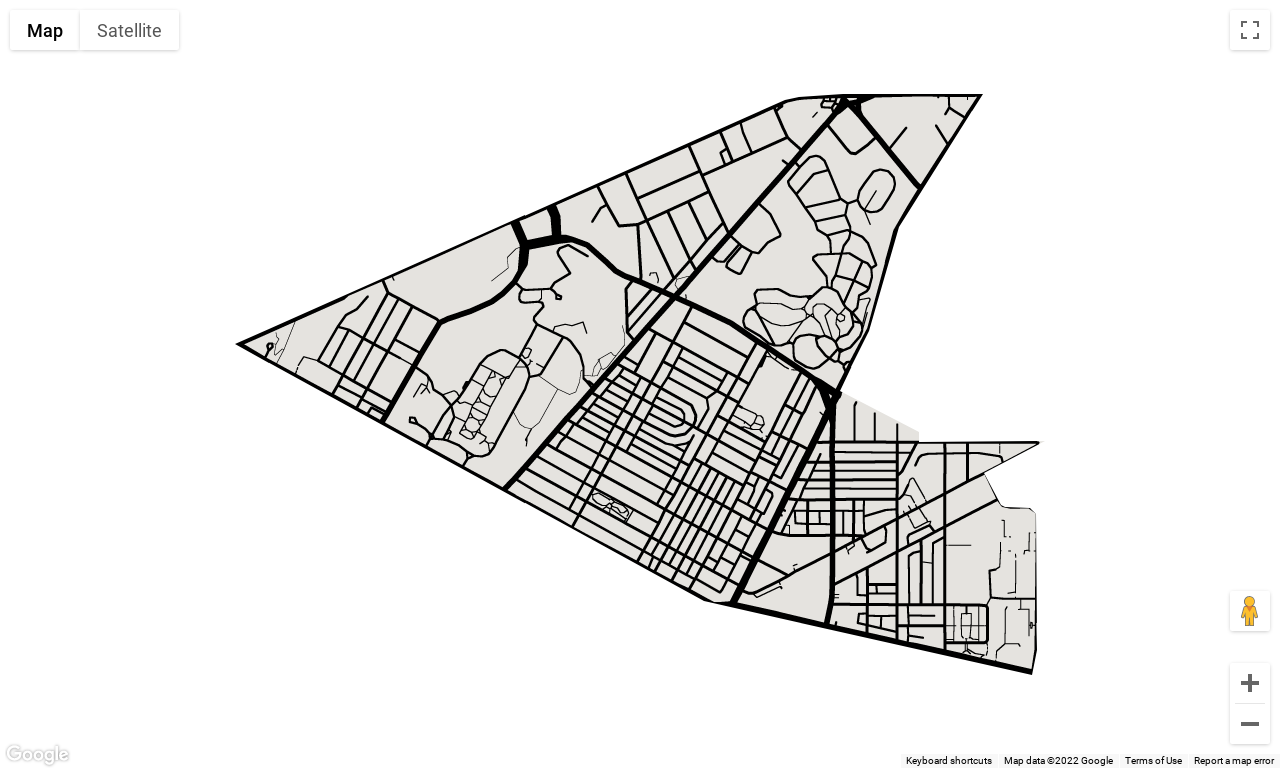 Map Satellite
Google
Keyboard shortcuts Map data ©2022 Google Terms of Use Report a map error